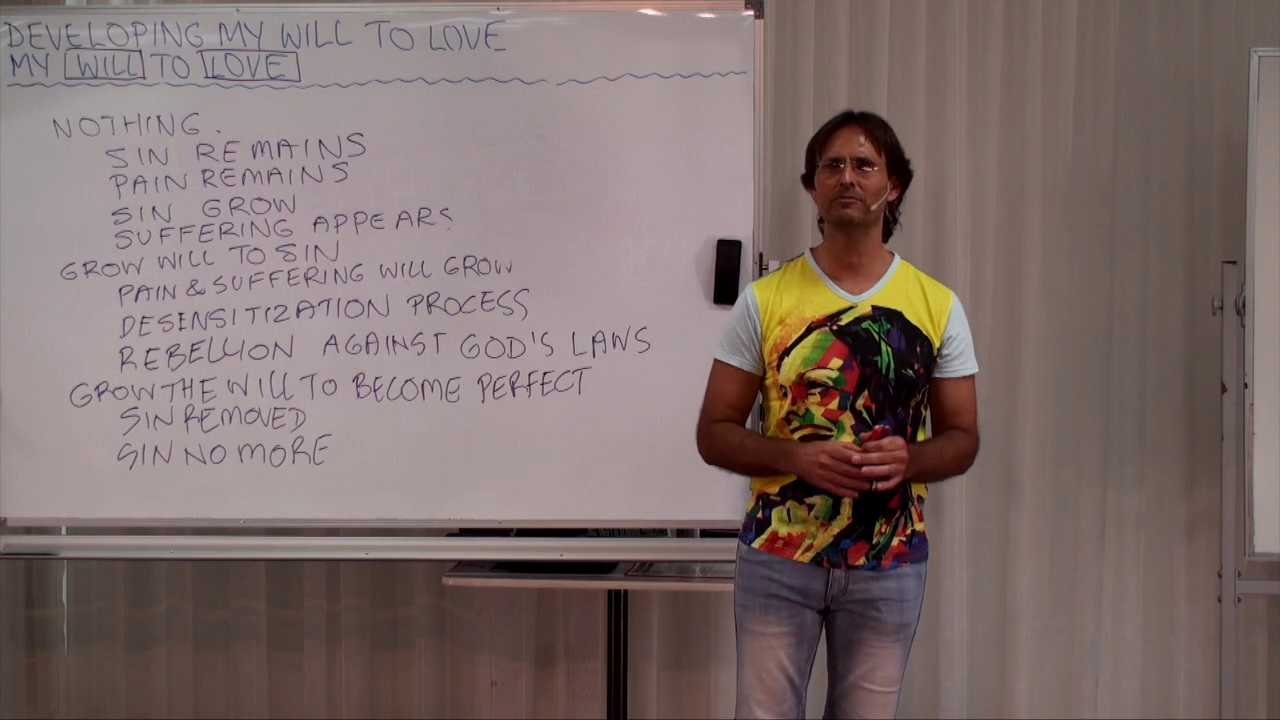 DEVELOPING MY WILL TO LOVE
MY WILL TO LOVE
NOTHING.
SIN REMAINS
PAIN REMAINS
SIN GROW
SUFFERING APPEARS
GROW WILL TO SIN
PAIN & SUFFERING WILL GROW
DESENSITIZATION PROCESS
REBELLION AGAINST GOD'S LAWS
GROW THE WILL TO BECOME PERFECT
SIN REMOVED
SIN NO MORE